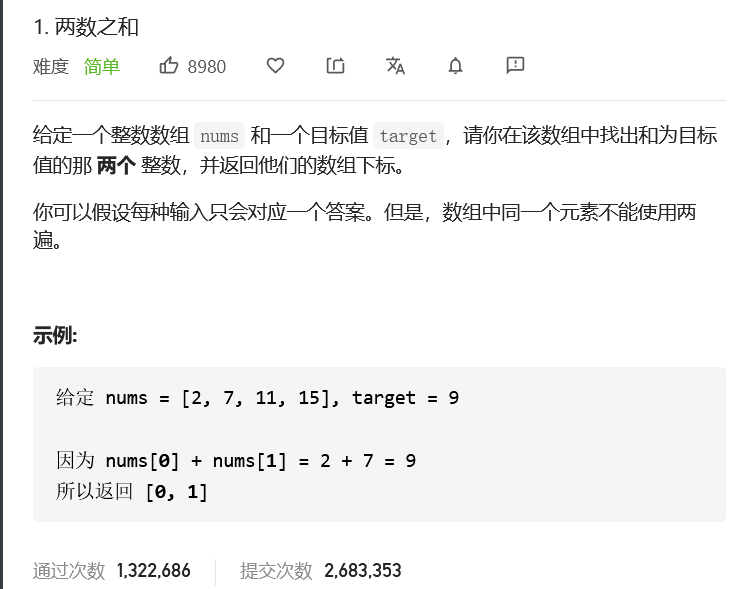 1. 两数之和
难度 简单 8980
给定一个整数数组 nums 和一个目标值 target，请你在该数组中找出和为目标
值的那 两个 整数，并返回他们的数组下标。
你可以假设每种输入只会对应一个答案。但是，数组中同一个元素不能使用两
遍。
示例:
给定 nums = [2, 7, 11, 15], target = 9
因为 nums[0] + nums[1] = 2 + 7 = 9
所以返回 [0, 1]
通过次数 1,322,686 提交次数 2,683,353